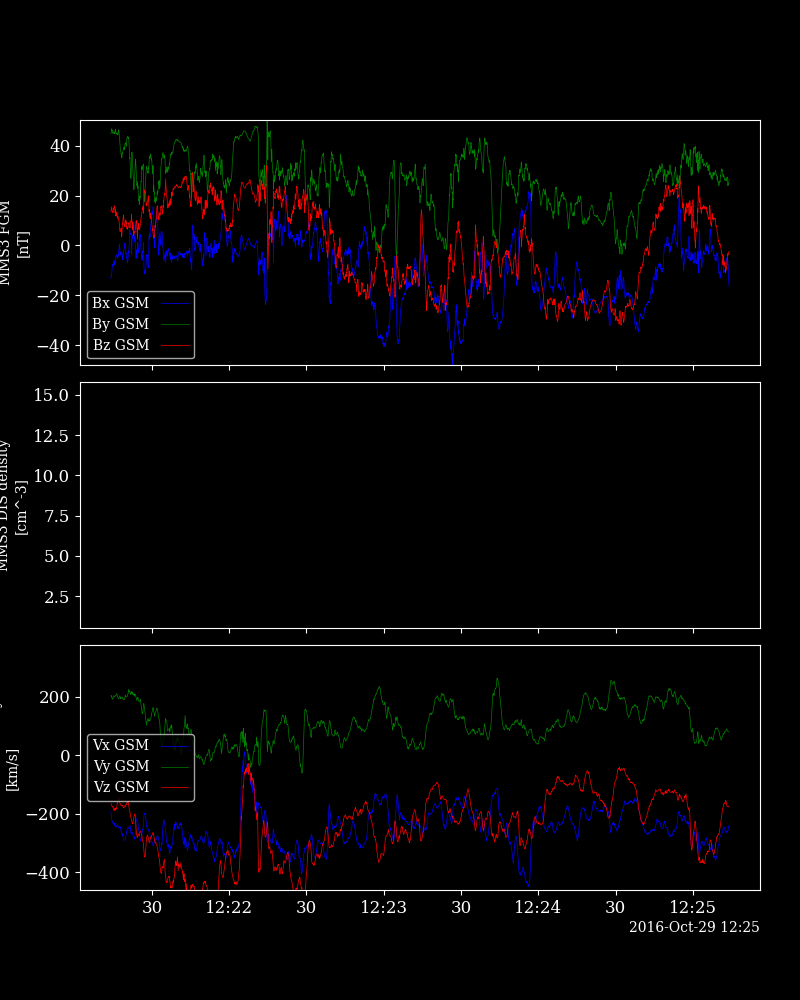 40
20
0
−20
−40
MMS3 FGM
[nT]
Bx GSM
By GSM
Bz GSM
15.0
12.5
10.0
7.5
5.0
2.5
MMS3 DIS density
[cm^-3]
200
0
−200
−400
[km/s]
Vx GSM
Vy GSM
Vz GSM
30 12:22 30 12:23 30 12:24 30 12:25
2016-Oct-29 12:25